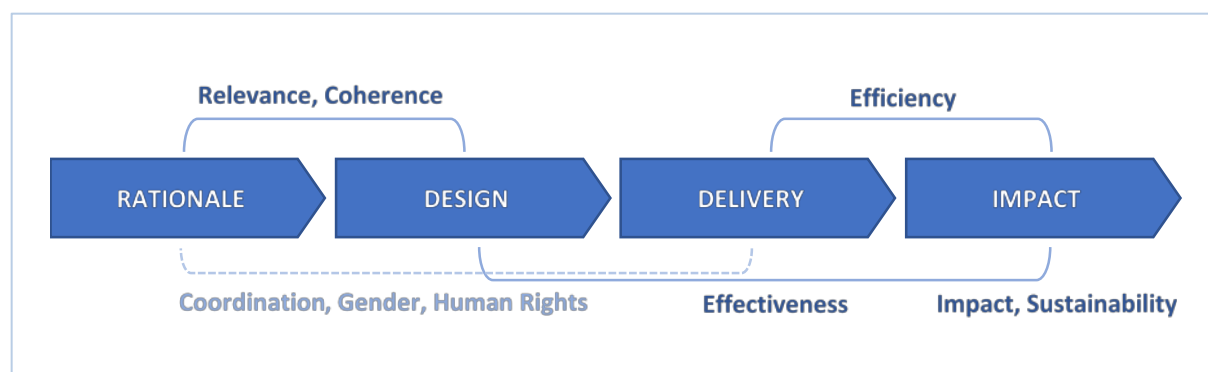 Relevance, Coherence
Efficiency
RATIONALE
DESIGN
DELIVERY
IMPACT
Coordination, Gender, Human Rights
Effectiveness
Impact, Sustainability